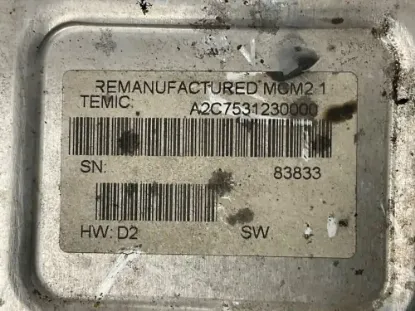 REMANUFACTURED MCM2.1
TEMIC: A2C7531230000
SN: 83833
HW: D2 SW